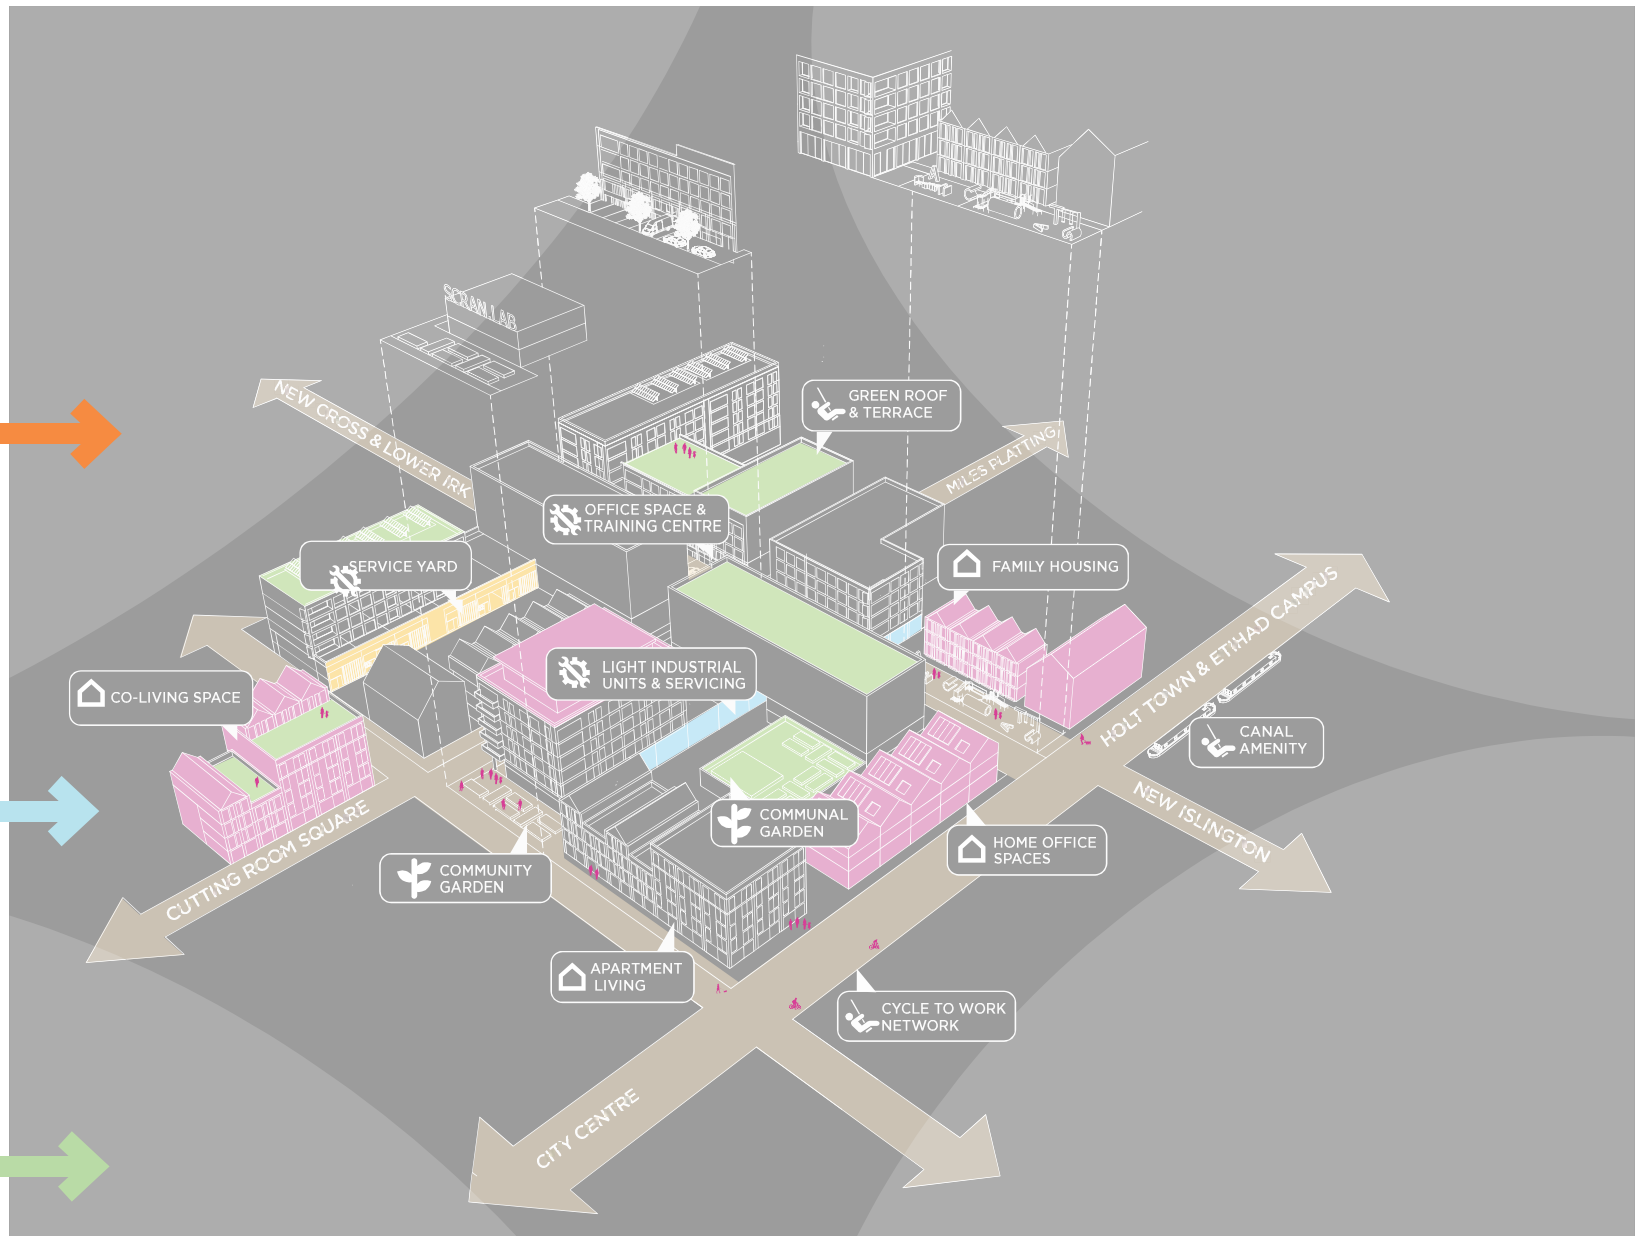 SCRAN LAB
NEW CROSS & LOWER IRK
GREEN ROOF
& TERRACE
MILES PLATTING
OFFICE SPACE &
TRAINING CENTRE
SERVICE YARD
FAMILY HOUSING
HOLT TOWN & ETIHAD CAMPUS
LIGHT INDUSTRIAL
UNITS & SERVICING
CO-LIVING SPACE
CANAL
AMENITY
NEW ISLINGTON
COMMUNAL
GARDEN
HOME OFFICE
SPACES
CUTTING ROOM SQUARE
COMMUNITY
GARDEN
APARTMENT
LIVING
CYCLE TO WORK
NETWORK
CITY CENTRE